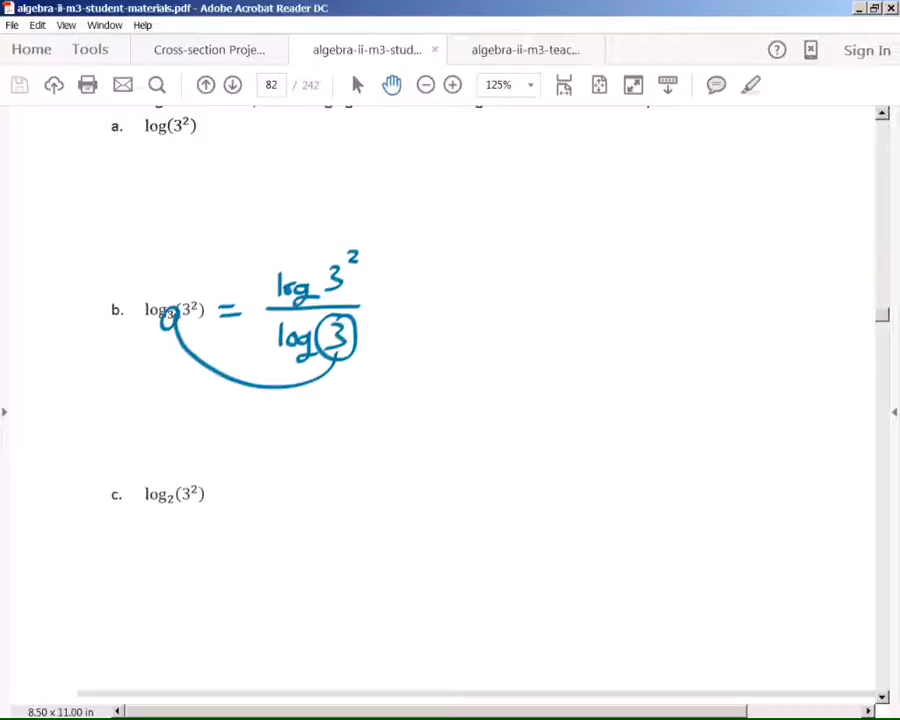 algebra-ii-m3-student-materials.pdf - Adobe Acrobat Reader DC
File Edit View Window Help
Home Tools Cross-section Proje... algebra-ii-m3-stud... × algebra-ii-m3-teac... ? Sign In
82 / 242 125%
a. log(3²)
b. log₃(3²) = log 3² / log 3
c. log₂(3²)
8.50 x 11.00 in